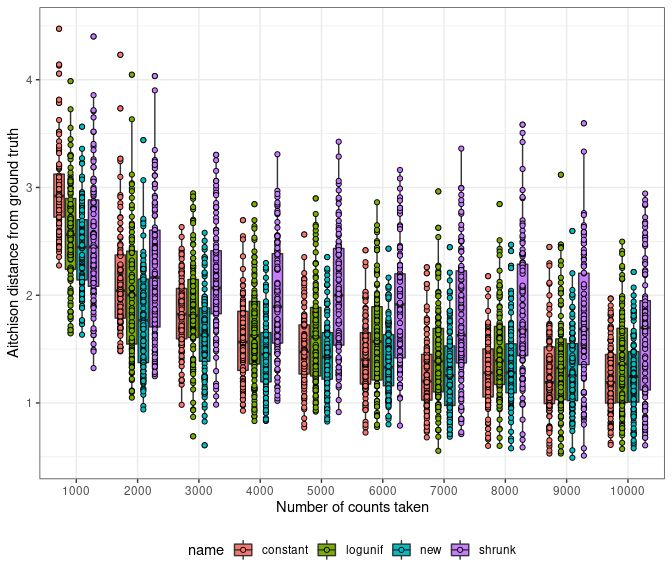 4
3
2
1
Aitchison distance from ground truth
1000 2000 3000 4000 5000 6000 7000 8000 9000 10000
Number of counts taken
name constant logunif new shrunk